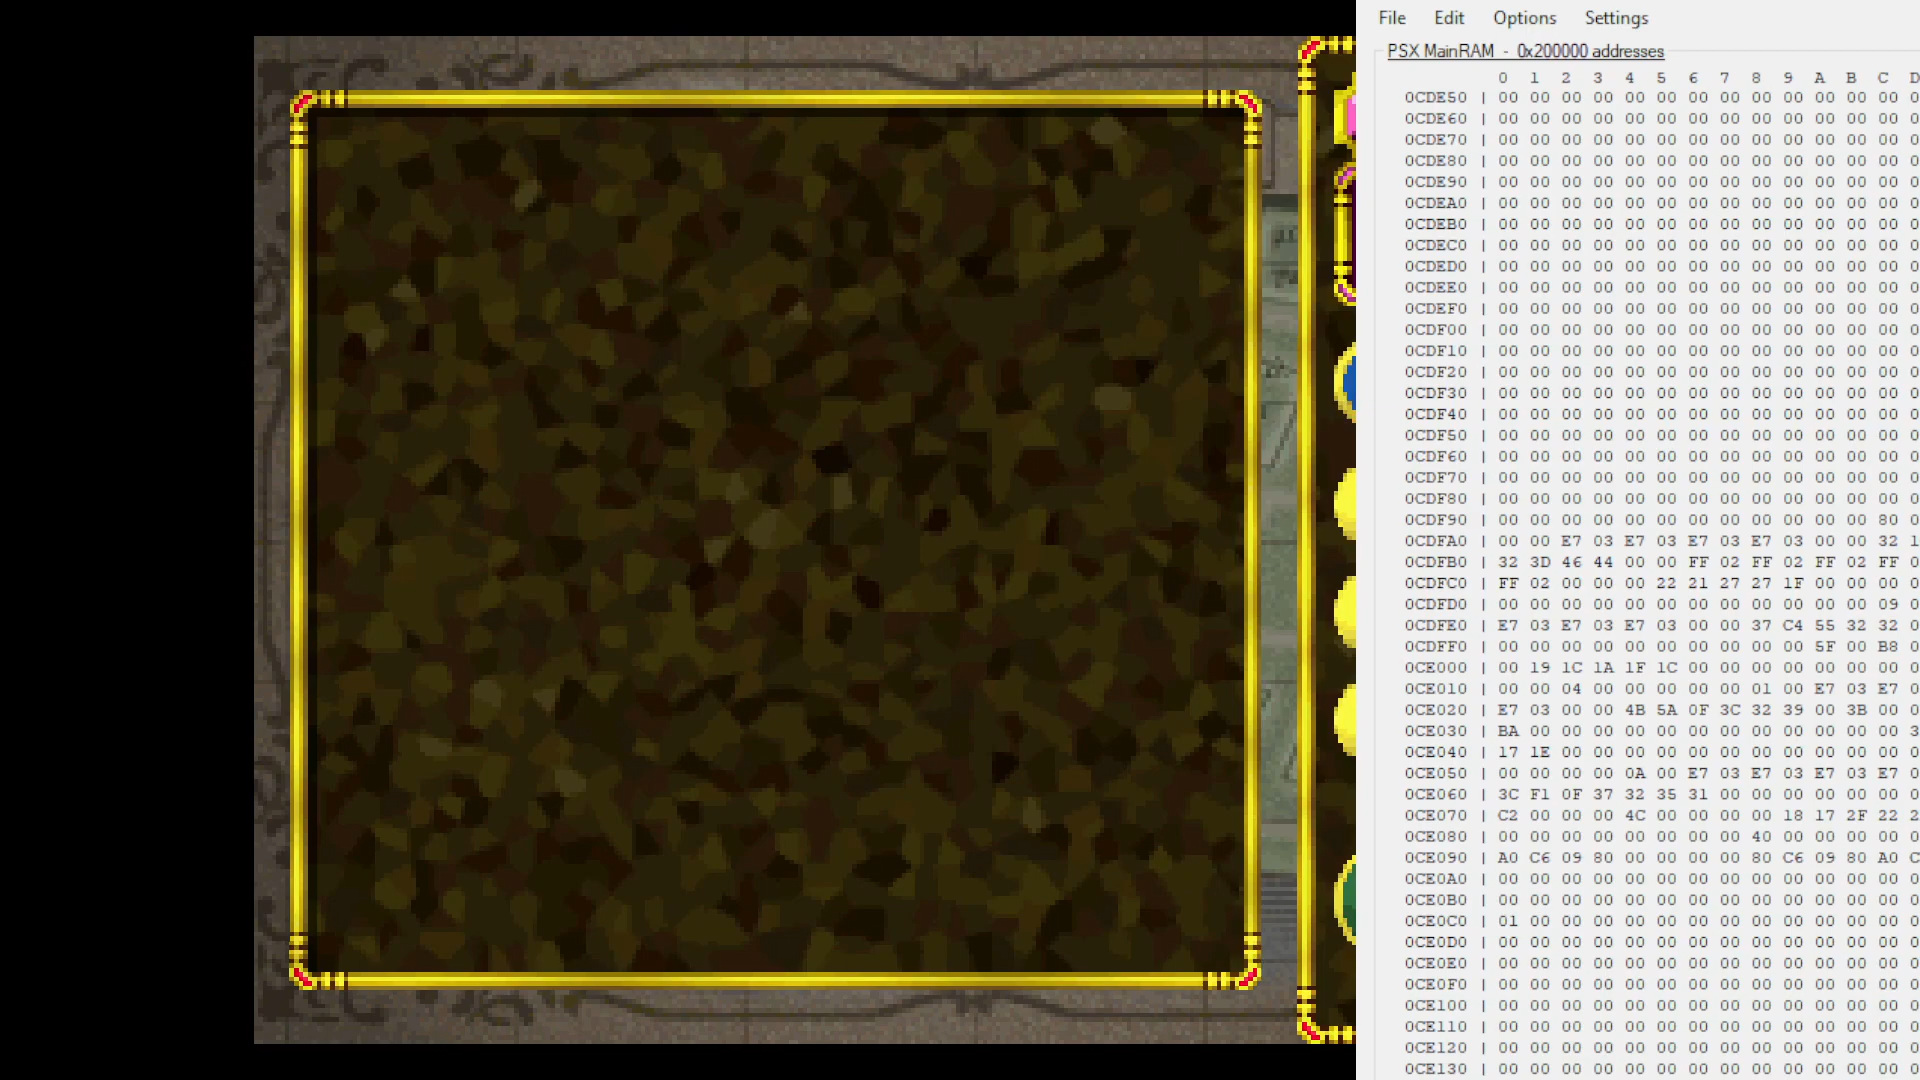 File Edit Options Settings
PSX MainRAM - 0x200000 addresses
0 1 2 3 4 5 6 7 8 9 A B C D
0CDE50 | 00 00 00 00 00 00 00 00 00 00 00 00 00
0CDE60 | 00 00 00 00 00 00 00 00 00 00 00 00 00
0CDE70 | 00 00 00 00 00 00 00 00 00 00 00 00 00
0CDE80 | 00 00 00 00 00 00 00 00 00 00 00 00 00
0CDE90 | 00 00 00 00 00 00 00 00 00 00 00 00 00
0CDEA0 | 00 00 00 00 00 00 00 00 00 00 00 00 00
0CDEB0 | 00 00 00 00 00 00 00 00 00 00 00 00 00
0CDEC0 | 00 00 00 00 00 00 00 00 00 00 00 00 00
0CDED0 | 00 00 00 00 00 00 00 00 00 00 00 00 00
0CDEE0 | 00 00 00 00 00 00 00 00 00 00 00 00 00
0CDEF0 | 00 00 00 00 00 00 00 00 00 00 00 00 00
0CDF00 | 00 00 00 00 00 00 00 00 00 00 00 00 00
0CDF10 | 00 00 00 00 00 00 00 00 00 00 00 00 00
0CDF20 | 00 00 00 00 00 00 00 00 00 00 00 00 00
0CDF30 | 00 00 00 00 00 00 00 00 00 00 00 00 00
0CDF40 | 00 00 00 00 00 00 00 00 00 00 00 00 00
0CDF50 | 00 00 00 00 00 00 00 00 00 00 00 00 00
0CDF60 | 00 00 00 00 00 00 00 00 00 00 00 00 00
0CDF70 | 00 00 00 00 00 00 00 00 00 00 00 00 00
0CDF80 | 00 00 00 00 00 00 00 00 00 00 00 00 00
0CDF90 | 00 00 00 00 00 00 00 00 00 00 00 00 80
0CDFA0 | 00 00 E7 03 E7 03 E7 03 E7 03 00 00 32
0CDFB0 | 32 3D 46 44 00 00 FF 02 FF 02 FF 02 FF
0CDFC0 | FF 02 00 00 00 22 21 27 27 1F 00 00 00
0CDFD0 | 00 00 00 00 00 00 00 00 00 00 00 00 09
0CDFE0 | E7 03 E7 03 E7 03 00 00 37 C4 55 32 32
0CDFF0 | 00 00 00 00 00 00 00 00 00 00 5F 00 B8
0CE000 | 00 19 1C 1A 1F 1C 00 00 00 00 00 00 00
0CE010 | 00 00 04 00 00 00 00 00 01 00 E7 03 E7
0CE020 | E7 03 00 00 4B 5A 0F 3C 32 39 00 3B 00
0CE030 | BA 00 00 00 00 00 00 00 00 00 00 00 00
0CE040 | 17 1E 00 00 00 00 00 00 00 00 00 00 00
0CE050 | 00 00 00 00 0A 00 E7 03 E7 03 E7 03 E7
0CE060 | 3C F1 0F 37 32 35 31 00 00 00 00 00 00
0CE070 | C2 00 00 00 4C 00 00 00 00 18 17 2F 22
0CE080 | 00 00 00 00 00 00 00 00 40 00 00 00 00
0CE090 | A0 C6 09 80 00 00 00 00 80 C6 09 80 A0
0CE0A0 | 00 00 00 00 00 00 00 00 00 00 00 00 00
0CE0B0 | 00 00 00 00 00 00 00 00 00 00 00 00 00
0CE0C0 | 01 00 00 00 00 00 00 00 00 00 00 00 00
0CE0D0 | 00 00 00 00 00 00 00 00 00 00 00 00 00
0CE0E0 | 00 00 00 00 00 00 00 00 00 00 00 00 00
0CE0F0 | 00 00 00 00 00 00 00 00 00 00 00 00 00
0CE100 | 00 00 00 00 00 00 00 00 00 00 00 00 00
0CE110 | 00 00 00 00 00 00 00 00 00 00 00 00 00
0CE120 | 00 00 00 00 00 00 00 00 00 00 00 00 00
0CE130 | 00 00 00 00 00 00 00 00 00 00 00 00 00